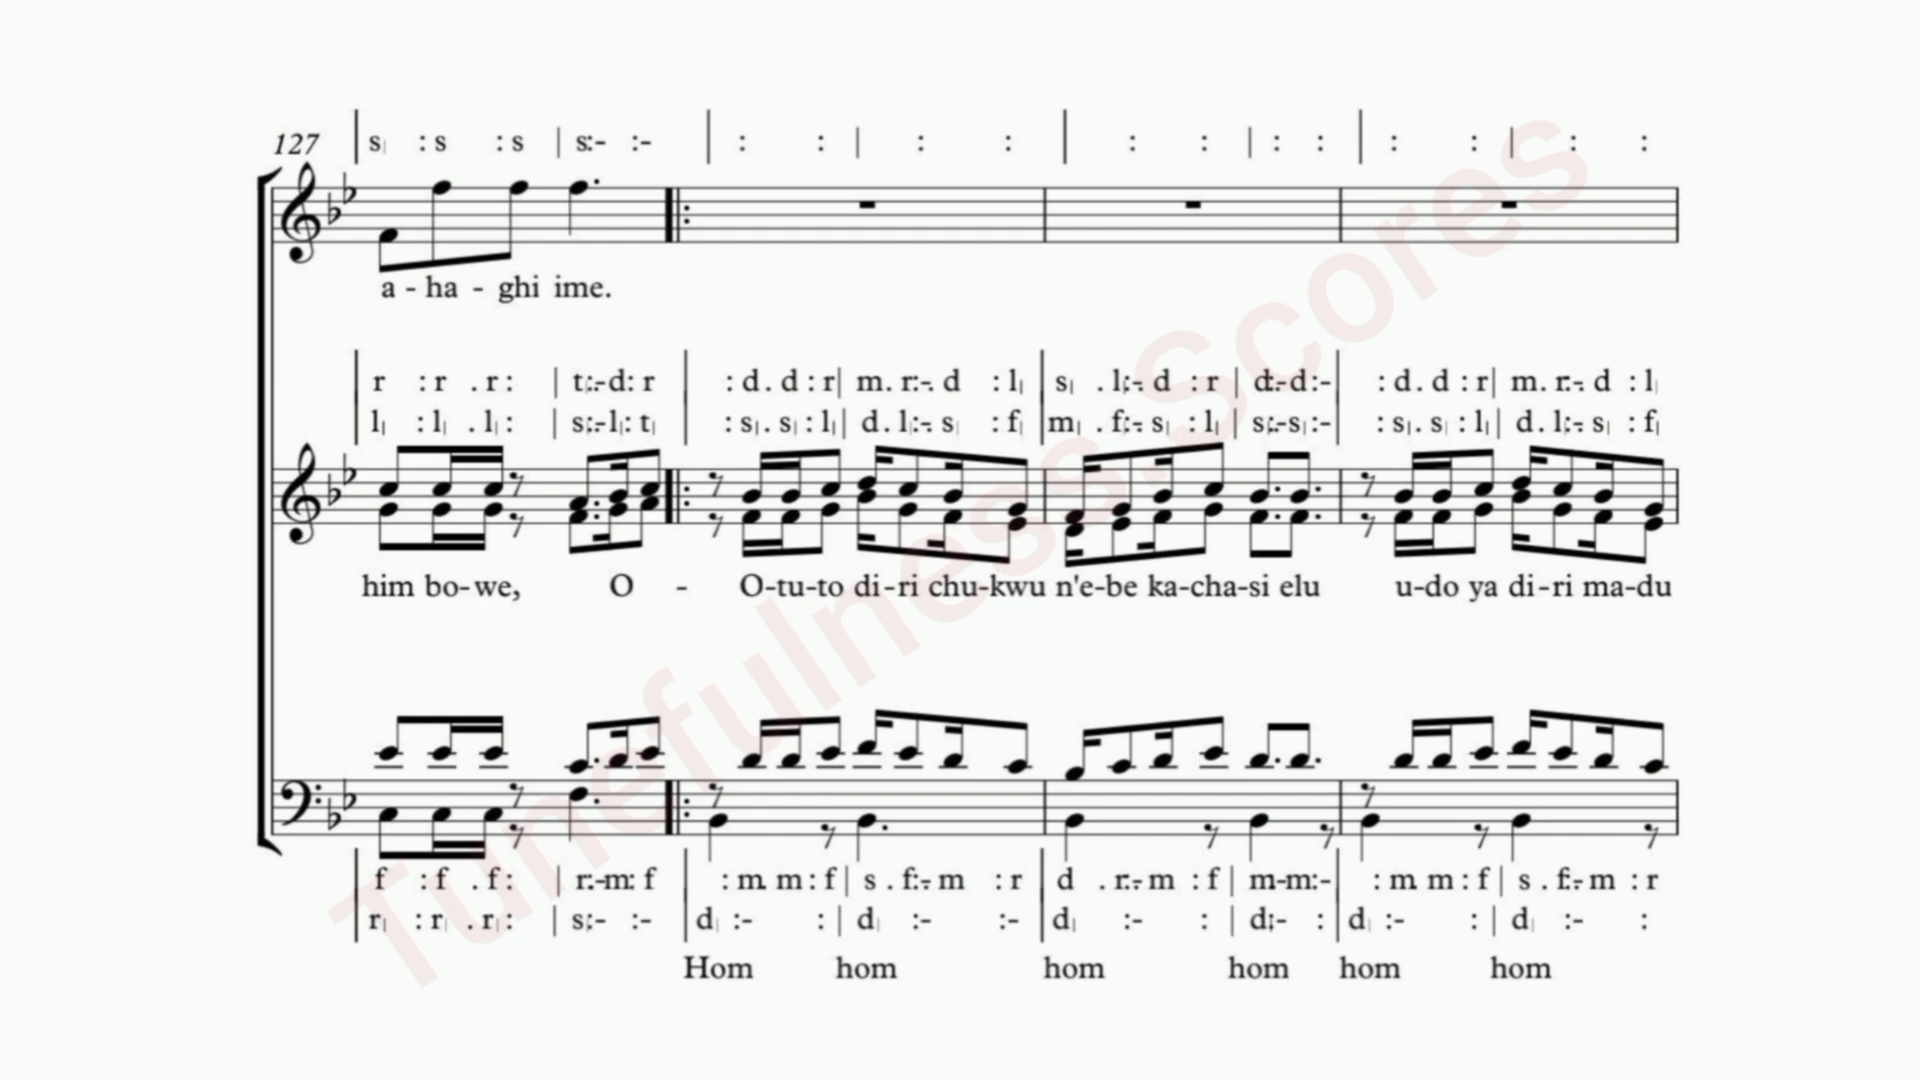 127
| s, : s : s | s:- :- | : : | : : | : : | : : | : : | : :
a - ha - ghi ime.
| r : r . r : | t,:-d: r | : d . d : r | m. r:-. d : l, | s, . l,:-. d : r | d:-d:- | : d . d : r | m. r:-. d : l,
l, : l, . l, : | s,:-l,: t, | : s, . s, : l, | d . l,:-. s, : f, | m, . f,:-. s, : l, | s,:-s,:- | : s, . s, : l, | d . l,:-. s, : f,
him bo-we, O - O-tu-to di-ri chu-kwu n'e-be ka-cha-si elu u-do ya di-ri ma-du
| f : f . f : | r:-m: f | : m. m : f | s . f:-. m : r | d . r:-. m : f | m:-m:- | : m. m : f | s . f:-. m : r
r, : r, . r, : | s,:- :- | d, :- : | d, :- :- | d, :- : | d,:- : | d, :- : | d, :- :
Hom hom hom hom hom hom
Tunefulness.Scores